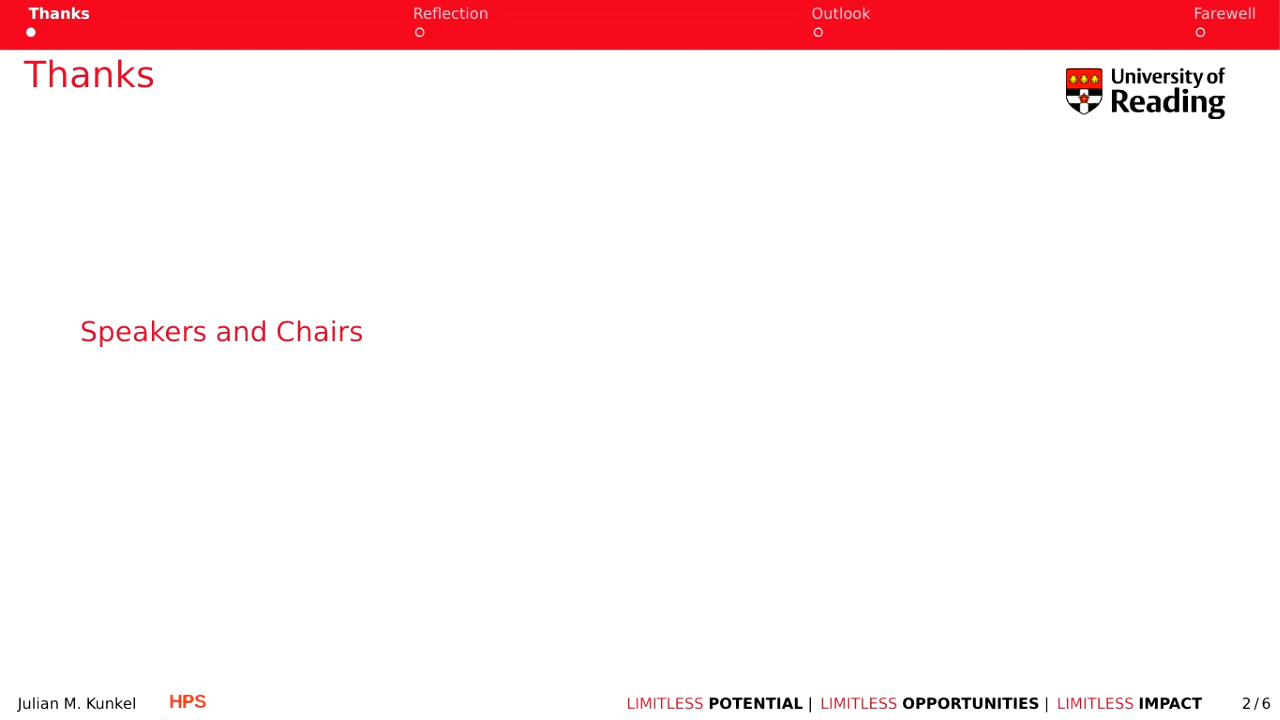 Thanks Reflection Outlook Farewell
Thanks
University of
Reading
Speakers and Chairs
Julian M. Kunkel HPS LIMITLESS POTENTIAL | LIMITLESS OPPORTUNITIES | LIMITLESS IMPACT 2 / 6